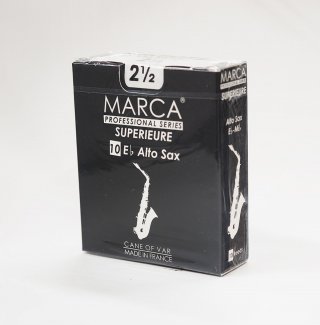 2½
MARCA®
PROFESSIONAL SERIES
SUPERIEURE
10 E♭ Alto Sax
CANE OF VAR
MADE IN FRANCE
MARCA
SUPERIEURE
Alto Sax